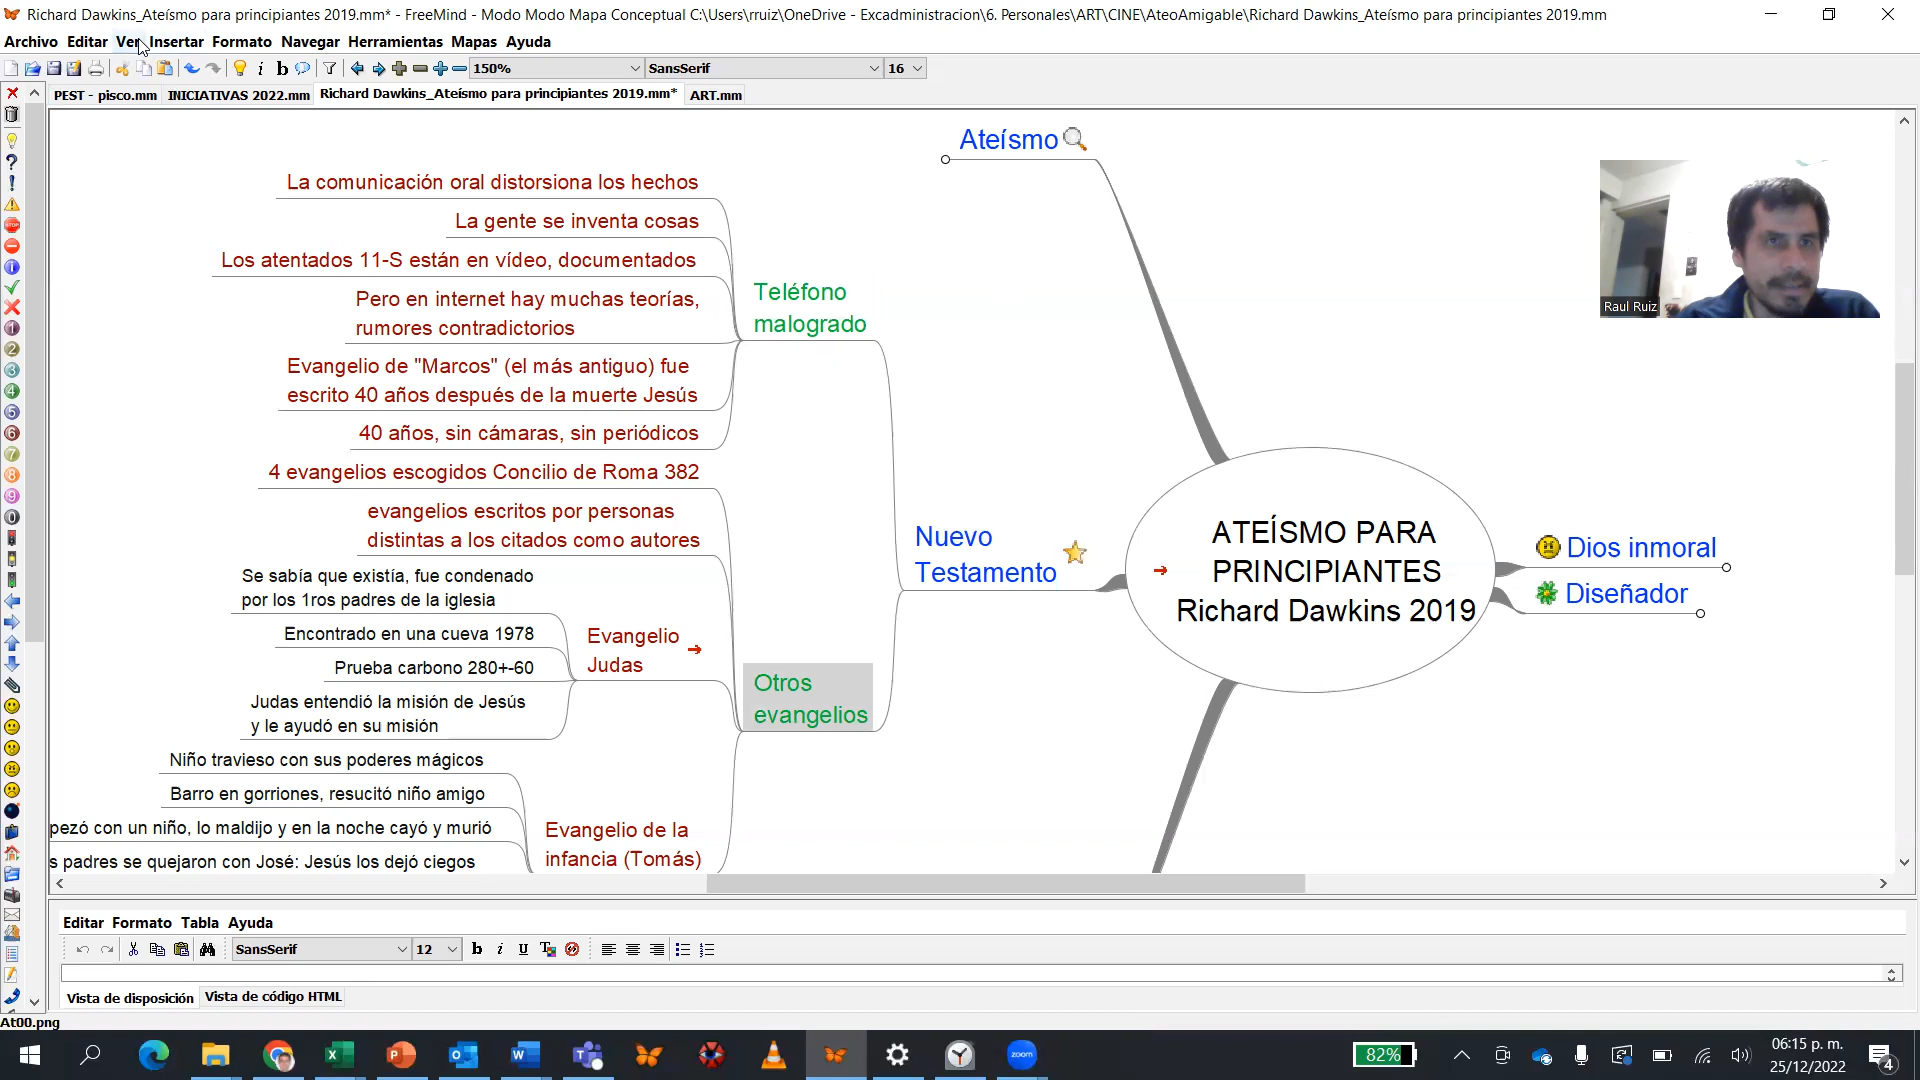 Richard Dawkins_Ateísmo para principiantes 2019.mm* - FreeMind - Modo Modo Mapa Conceptual C:\Users\rruiz\OneDrive - Excadministracion\6. Personales\ART\CINE\AteoAmigable\Richard Dawkins_Ateísmo para principiantes 2019.mm
Archivo Editar Ver Insertar Formato Navegar Herramientas Mapas Ayuda
150% SansSerif 16
PEST - pisco.mm INICIATIVAS 2022.mm Richard Dawkins_Ateísmo para principiantes 2019.mm* ART.mm
Ateísmo
La comunicación oral distorsiona los hechos
La gente se inventa cosas
Los atentados 11-S están en vídeo, documentados
Pero en internet hay muchas teorías,
rumores contradictorios
Evangelio de "Marcos" (el más antiguo) fue
escrito 40 años después de la muerte Jesús
40 años, sin cámaras, sin periódicos
Teléfono
malogrado
4 evangelios escogidos Concilio de Roma 382
evangelios escritos por personas
distintas a los citados como autores
Se sabía que existía, fue condenado
por los 1ros padres de la iglesia
Encontrado en una cueva 1978
Prueba carbono 280+-60
Judas entendió la misión de Jesús
y le ayudó en su misión
Evangelio
Judas
Niño travieso con sus poderes mágicos
Barro en gorriones, resucitó niño amigo
pezó con un niño, lo maldijo y en la noche cayó y murió
s padres se quejaron con José: Jesús los dejó ciegos
Evangelio de la
infancia (Tomás)
Otros
evangelios
Nuevo
Testamento
ATEÍSMO PARA
PRINCIPIANTES
Richard Dawkins 2019
Dios inmoral
Diseñador
Raul Ruiz
Editar Formato Tabla Ayuda
SansSerif 12
Vista de disposición Vista de código HTML
At00.png
zoom
82%
06:15 p. m.
25/12/2022
4